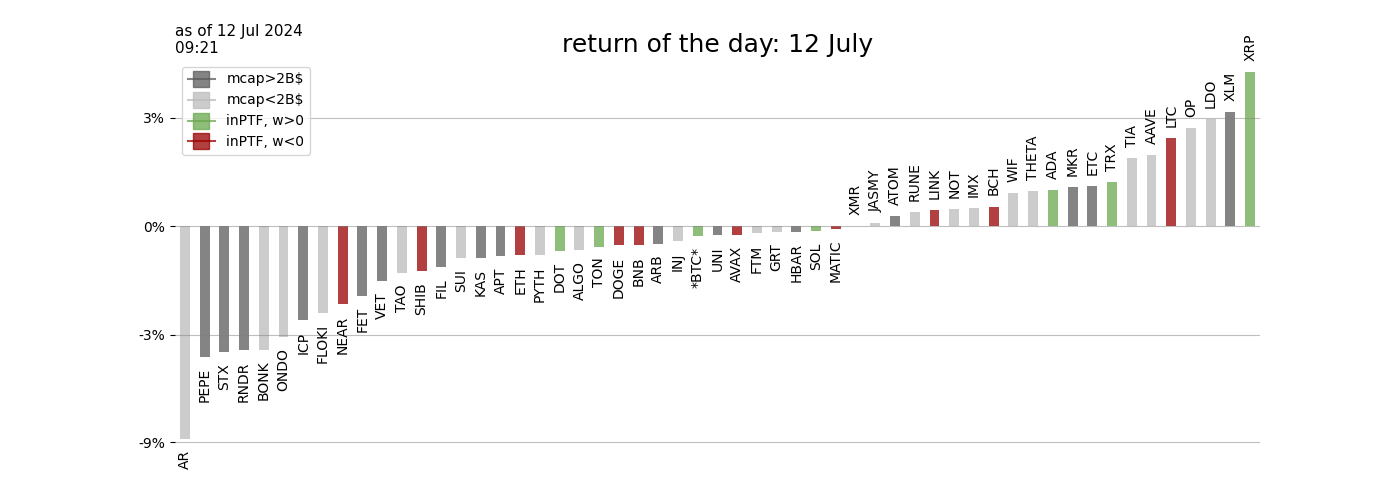 as of 12 Jul 2024
09:21
return of the day: 12 July
mcap>2B$
mcap<2B$
inPTF, w>0
inPTF, w<0
3%
0%
-3%
-9%
AR
PEPE
STX
RNDR
BONK
ONDO
ICP
FLOKI
NEAR
FET
VET
TAO
SHIB
FIL
SUI
KAS
APT
ETH
PYTH
DOT
ALGO
TON
DOGE
BNB
ARB
INJ
*BTC*
UNI
AVAX
FTM
GRT
HBAR
SOL
MATIC
XMR
JASMY
ATOM
RUNE
LINK
NOT
IMX
BCH
WIF
THETA
ADA
MKR
ETC
TRX
TIA
AAVE
LTC
OP
LDO
XLM
XRP